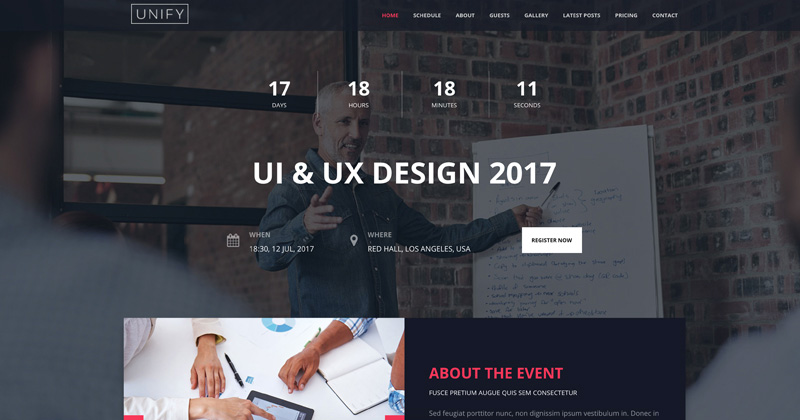 UNIFY
HOME SCHEDULE ABOUT GUESTS GALLERY LATEST POSTS PRICING CONTACT
17 18 18 11
DAYS HOURS MINUTES SECONDS
UI & UX DESIGN 2017
WHEN
18:30, 12 JUL, 2017
WHERE
RED HALL, LOS ANGELES, USA
REGISTER NOW
ABOUT THE EVENT
FUSCE PRETIUM AUGUE QUIS SEM CONSECTETUR
Sed feugiat porttitor nunc, non dignissim ipsum vestibulum in. Donec in